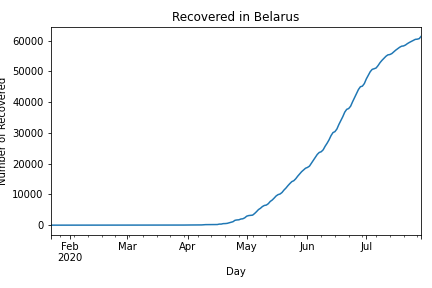 Recovered in Belarus
Number of Recovered
60000
50000
40000
30000
20000
10000
0
Feb
2020
Mar
Apr
May
Jun
Jul
Day